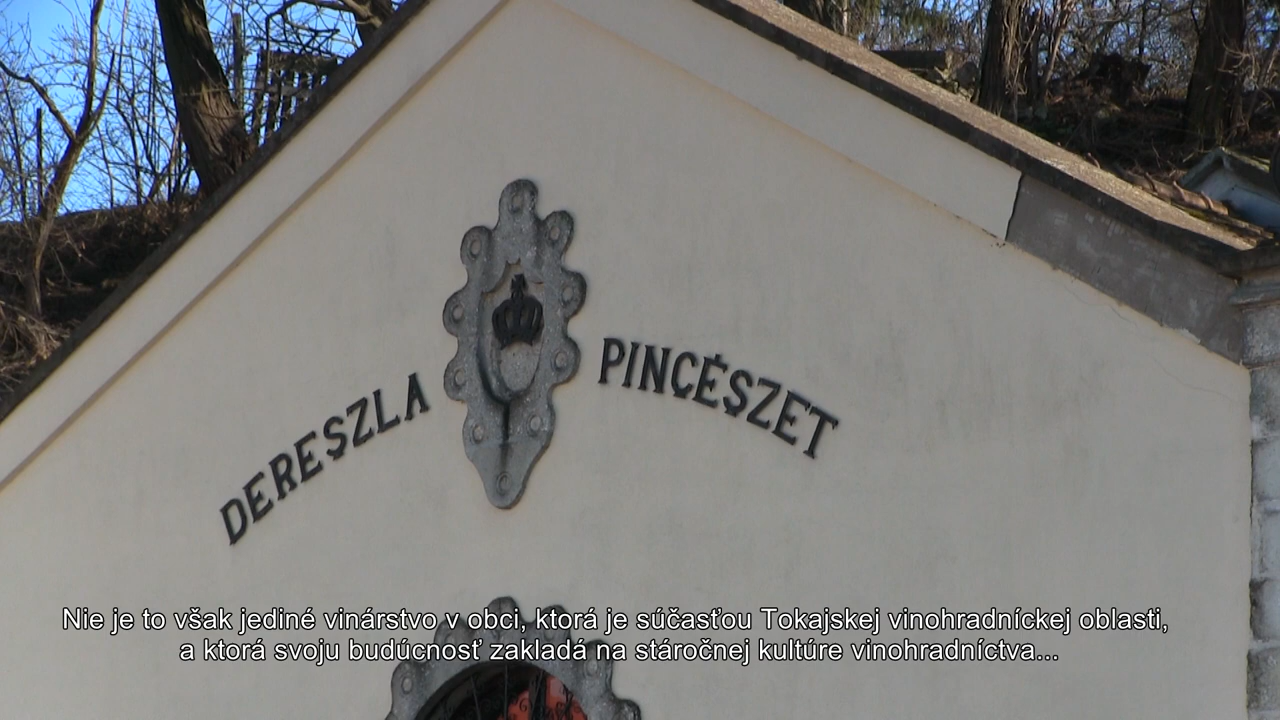 DERESZLA PINCÉSZET
Nie je to však jediné vinárstvo v obci, ktorá je súčasťou Tokajskej vinohradníckej oblasti,
a ktorá svoju budúcnosť zakladá na stáročnej kultúre vinohradníctva...